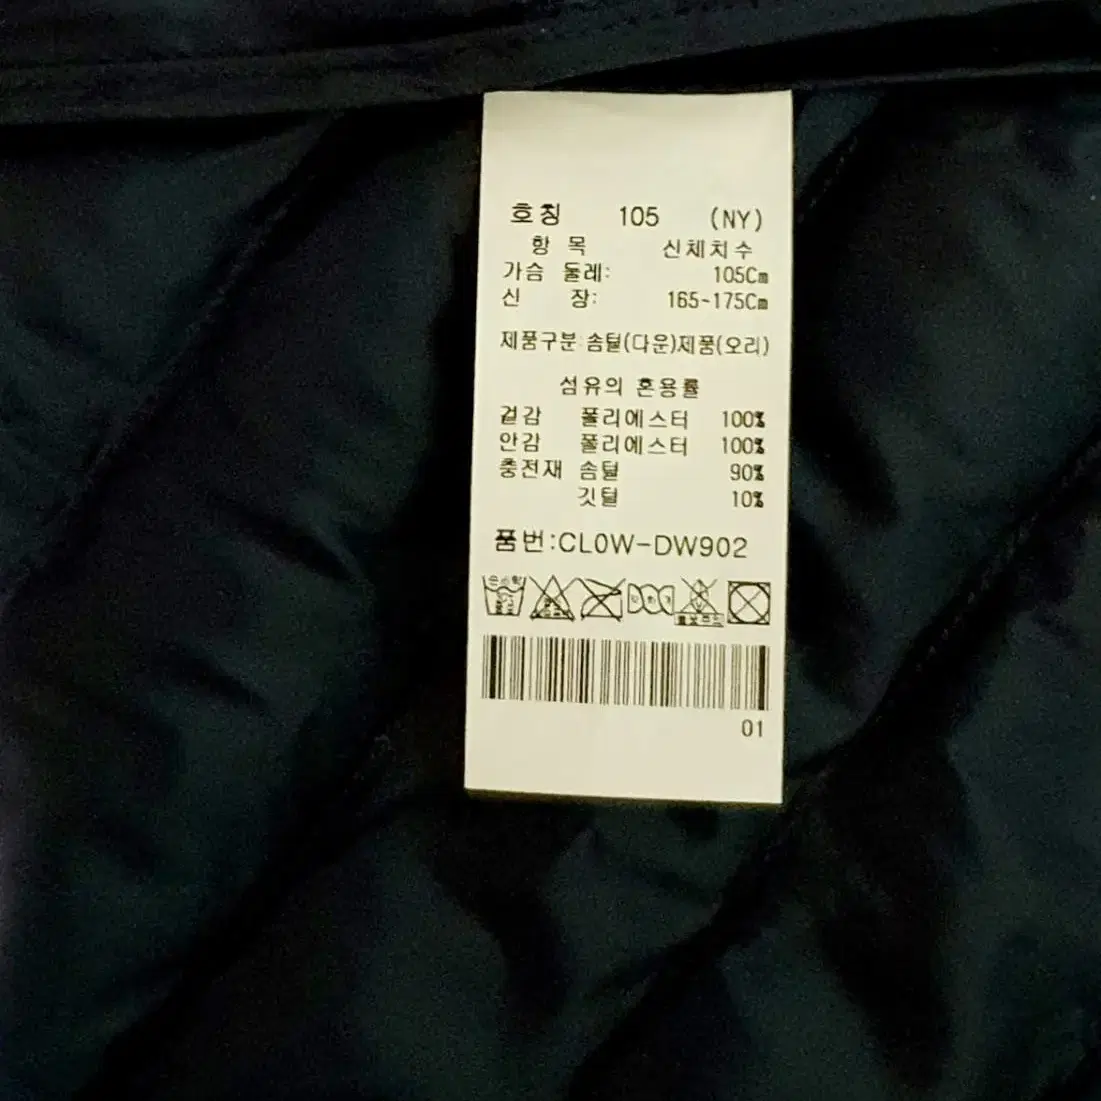 호칭 105 (NY)
항 목 신체치수
가슴 둘레: 105Cm
신 장: 165~175Cm
제품구분:솜털(다운)제품(오리)
섬유의 혼용률
겉감 폴리에스터 100%
안감 폴리에스터 100%
충전재 솜털 90%
깃털 10%
품번:CL0W-DW902
01